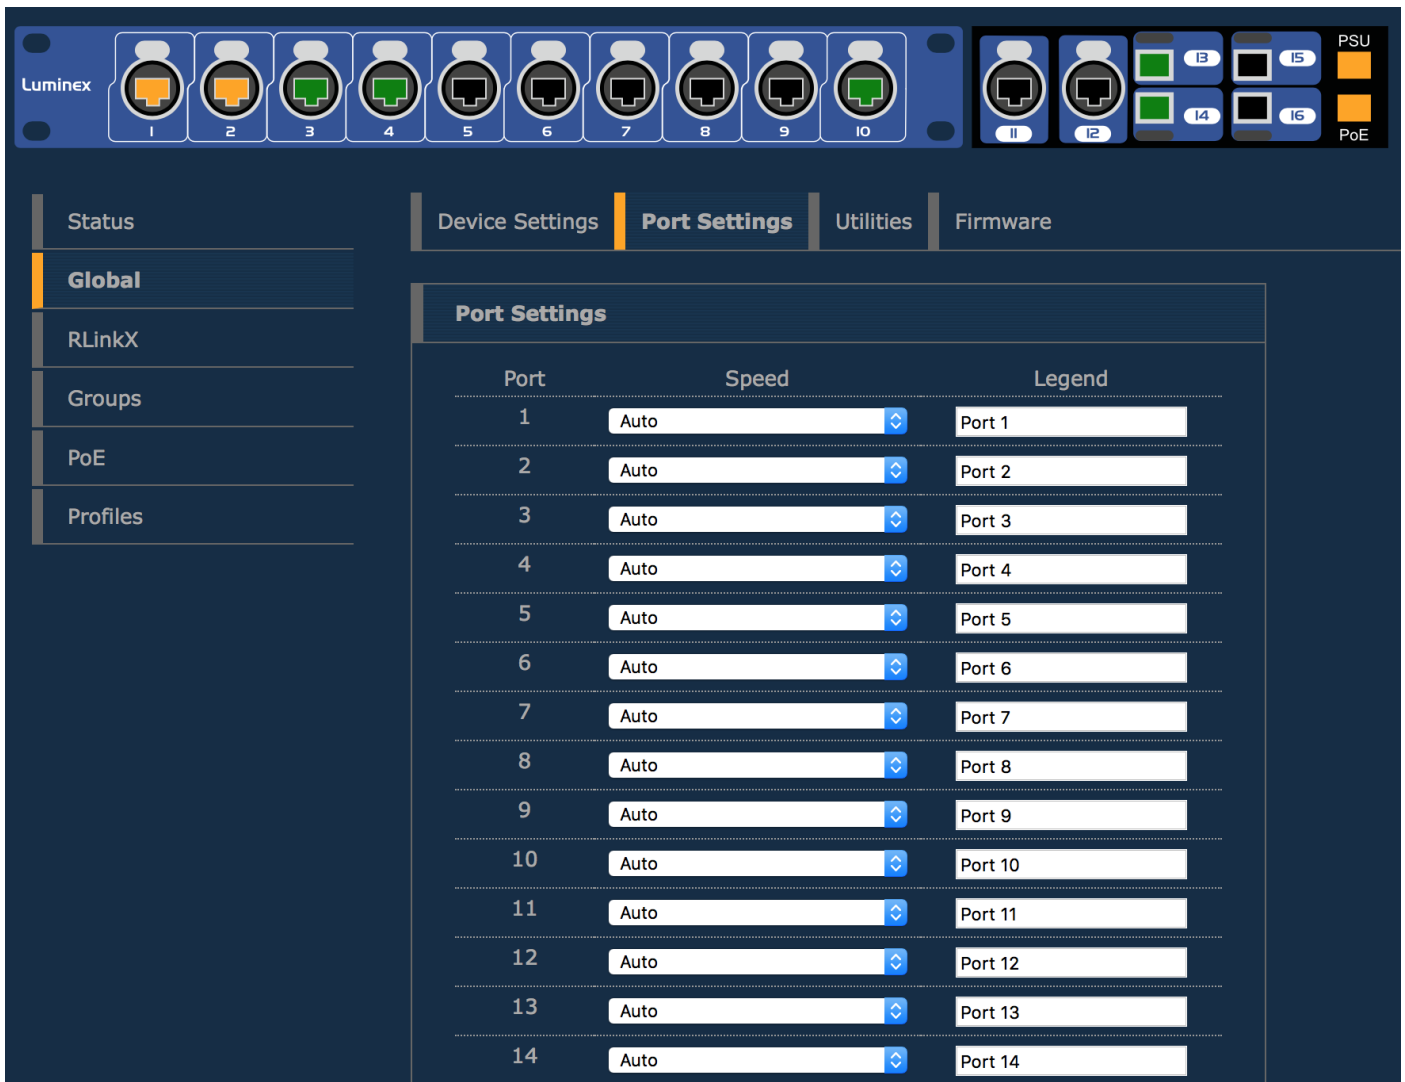 PSU
Luminex
1 2 3 4 5 6 7 8 9 10 11 12 13 15
14 16
PoE
Status
Global
RLinkX
Groups
PoE
Profiles
Device Settings Port Settings Utilities Firmware
Port Settings
Port Speed Legend
1 Auto Port 1
2 Auto Port 2
3 Auto Port 3
4 Auto Port 4
5 Auto Port 5
6 Auto Port 6
7 Auto Port 7
8 Auto Port 8
9 Auto Port 9
10 Auto Port 10
11 Auto Port 11
12 Auto Port 12
13 Auto Port 13
14 Auto Port 14